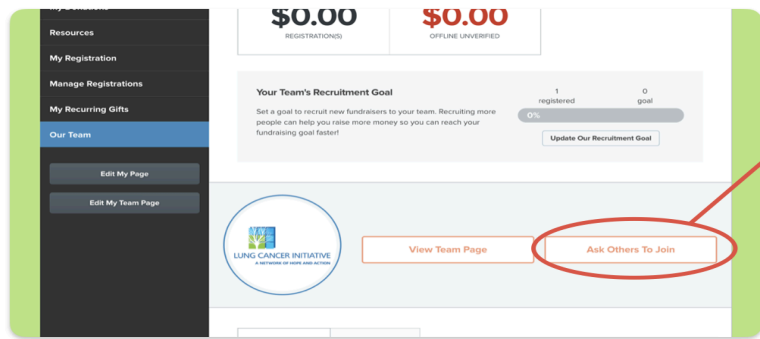 My Donations
Resources
My Registration
Manage Registrations
My Recurring Gifts
Our Team
Edit My Page
Edit My Team Page
$0.00
REGISTRATION(S)
$0.00
OFFLINE UNVERIFIED
Your Team's Recruitment Goal
Set a goal to recruit new fundraisers to your team. Recruiting more
people can help you raise more money so you can reach your
fundraising goal faster!
1
registered
0
goal
0%
Update Our Recruitment Goal
LUNG CANCER INITIATIVE
A NETWORK OF HOPE AND ACTION
View Team Page
Ask Others To Join